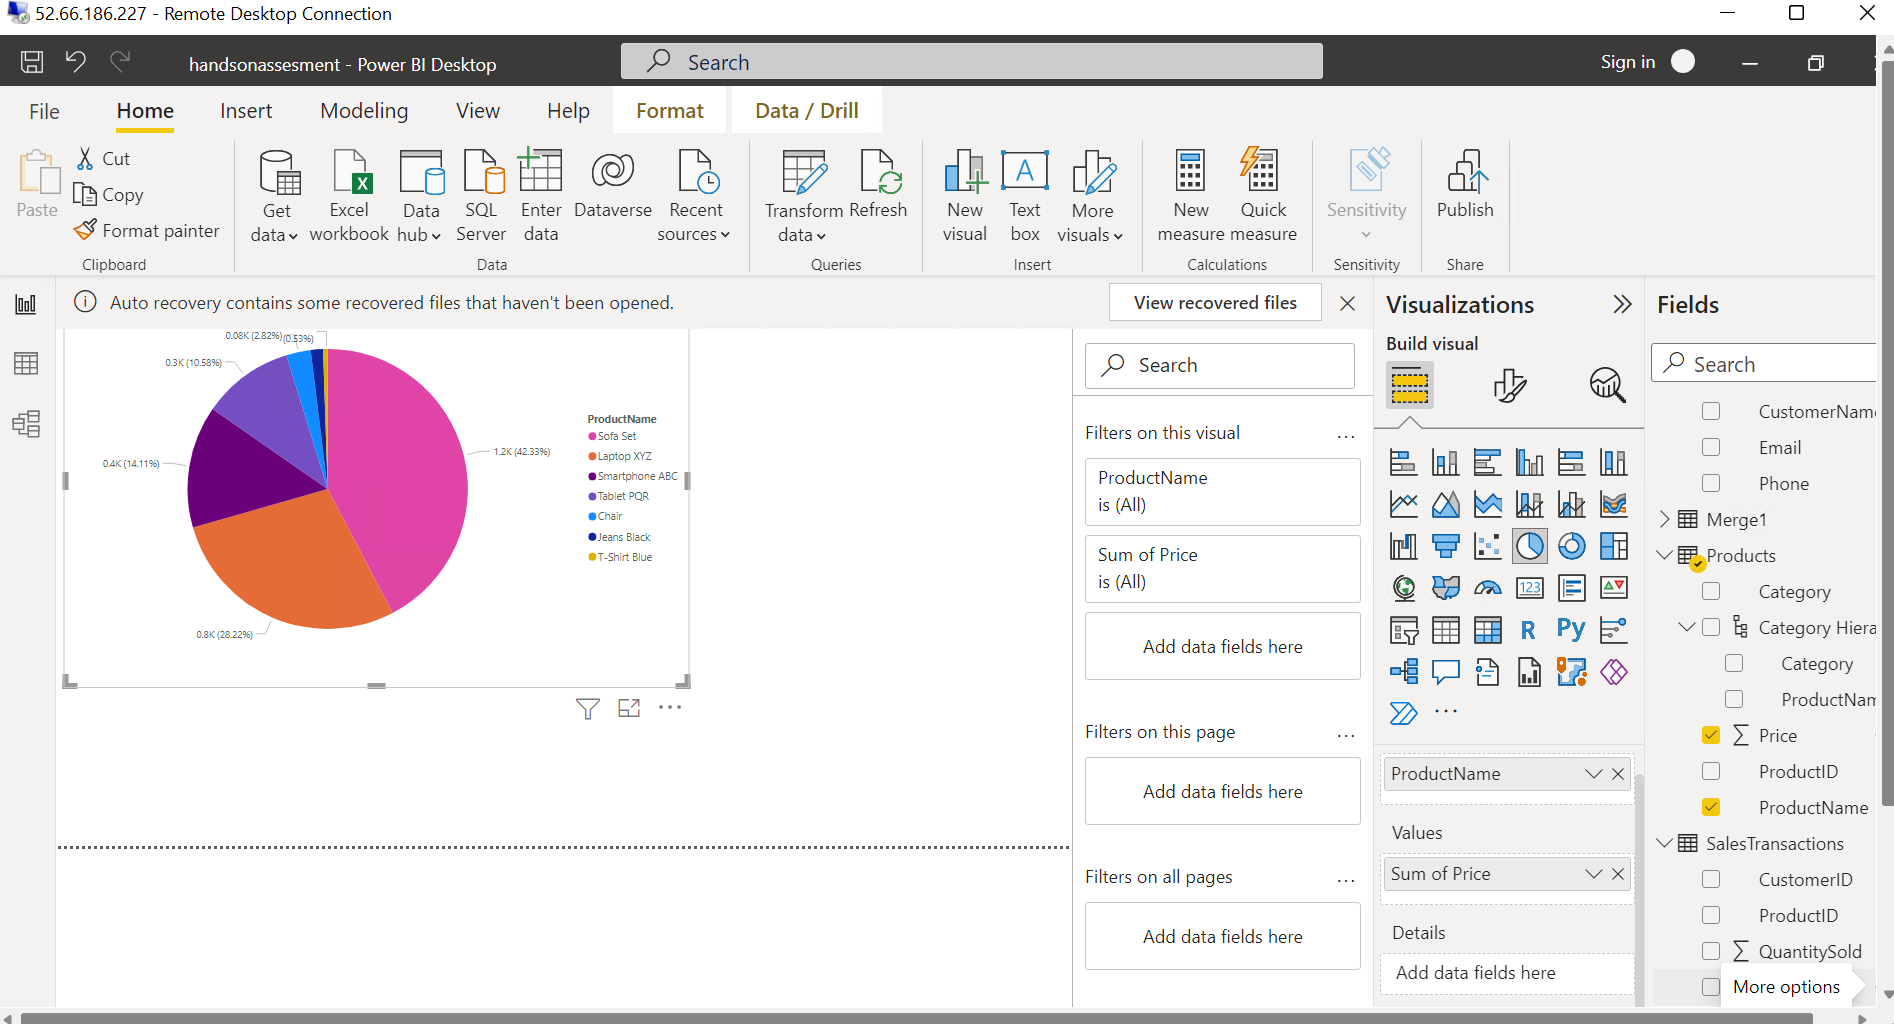 52.66.186.227 - Remote Desktop Connection
handsonassesment - Power BI Desktop
Search
Sign in
File
Home
Insert
Modeling
View
Help
Format
Data / Drill
Paste
Cut
Copy
Format painter
Clipboard
Get data
Excel workbook
Data hub
SQL Server
Enter data
Dataverse
Recent sources
Data
Transform data
Refresh
Queries
New visual
A
Text box
More visuals
Insert
New measure
Quick measure
Calculations
Sensitivity
Sensitivity
Publish
Share
Auto recovery contains some recovered files that haven't been opened.
View recovered files
0.08K (2.82%)
(0.53%)
0.3K (10.58%)
0.4K (14.11%)
1.2K (42.33%)
0.8K (28.22%)
ProductName
Sofa Set
Laptop XYZ
Smartphone ABC
Tablet PQR
Chair
Jeans Black
T-Shirt Blue
Search
Filters on this visual
...
ProductName
is (All)
Sum of Price
is (All)
Add data fields here
Filters on this page
...
Add data fields here
Filters on all pages
...
Add data fields here
Visualizations
Build visual
123
R
Py
...
ProductName
Values
Sum of Price
Details
Add data fields here
Fields
Search
CustomerName
Email
Phone
Merge1
Products
Category
Category Hiera
Category
ProductNam
Price
ProductID
ProductName
SalesTransactions
CustomerID
ProductID
QuantitySold
More options